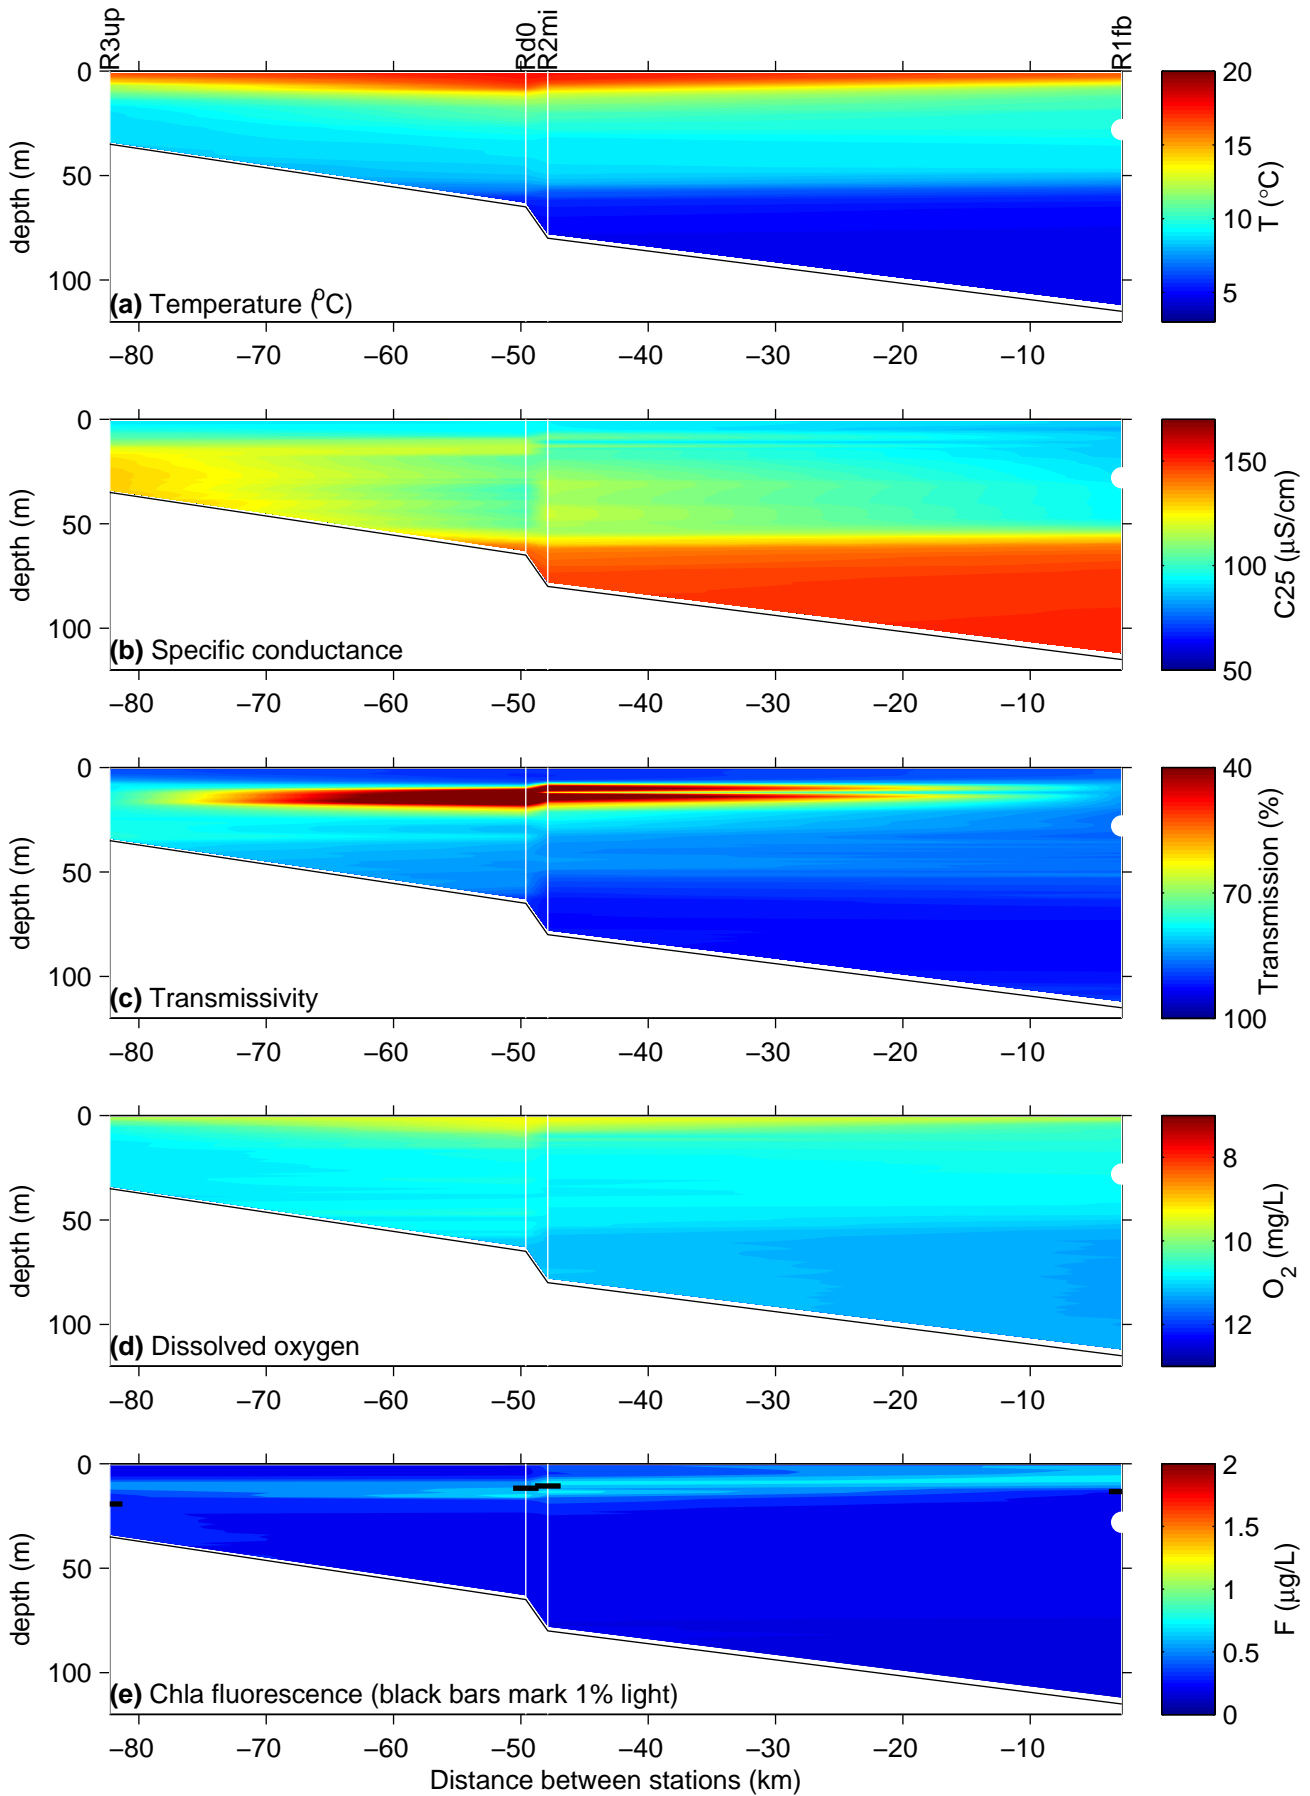 R3up Rd0 R2mi R1fb
0
50
100
depth (m)
(a) Temperature (ºC)
−80 −70 −60 −50 −40 −30 −20 −10
20
15
10
5
T (°C)
0
50
100
depth (m)
(b) Specific conductance
−80 −70 −60 −50 −40 −30 −20 −10
150
100
50
C25 (μS/cm)
0
50
100
depth (m)
(c) Transmissivity
−80 −70 −60 −50 −40 −30 −20 −10
40
70
100
Transmission (%)
0
50
100
depth (m)
(d) Dissolved oxygen
−80 −70 −60 −50 −40 −30 −20 −10
8
10
12
O2 (mg/L)
0
50
100
depth (m)
(e) Chla fluorescence (black bars mark 1% light)
−80 −70 −60 −50 −40 −30 −20 −10
2
1.5
1
0.5
0
F (μg/L)
Distance between stations (km)